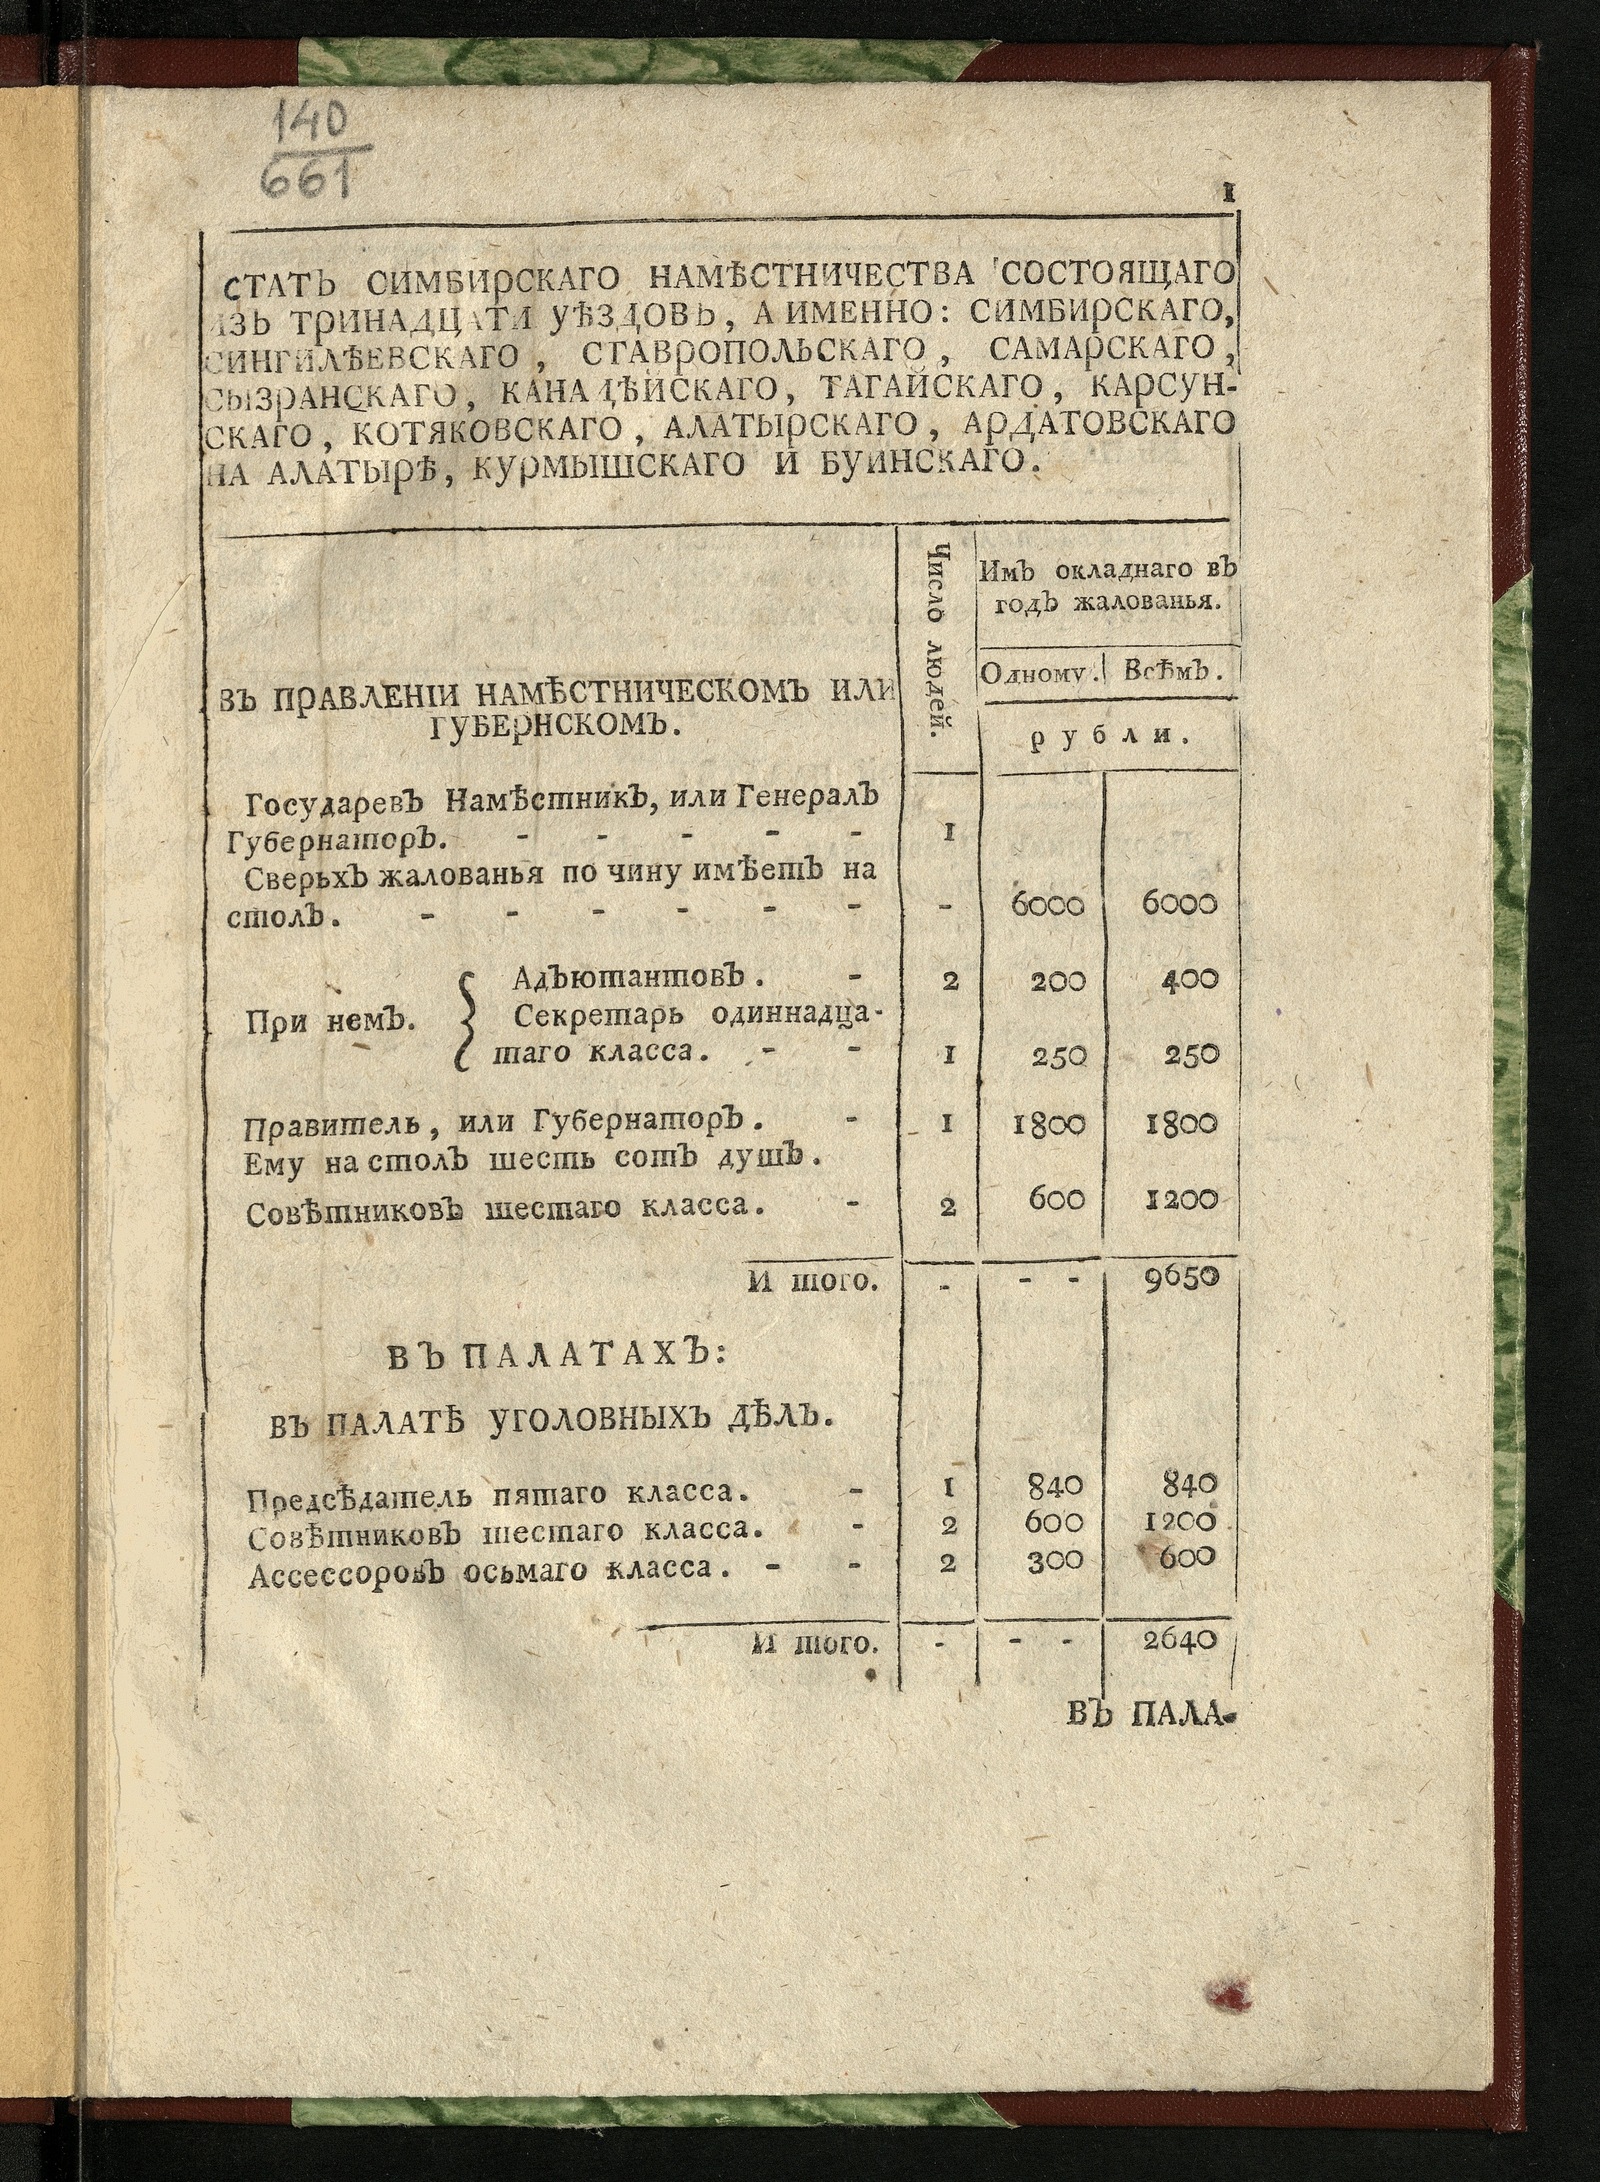 140
661
1
СТАТЬ СИМБИРСКАГО НАМѢСТНИЧЕСТВА СОСТОЯЩАГО
ИЗЬ ТРИНАДЦАТИ УѢЗДОВЬ, А ИМЕННО: СИМБИРСКАГО,
СИНГИЛѢЕВСКАГО, СТАВРОПОЛЬСКАГО, САМАРСКАГО,
СЫЗРАНСКАГО, КАНАДѢЙСКАГО, ТАГАЙСКАГО, КАРСУН-
СКАГО, КОТЯКОВСКАГО, АЛАТЫРСКАГО, АРДАТОВСКАГО
НА АЛАТЫРѢ, КУРМЫШСКАГО И БУИНСКАГО.
Число людей.
Имъ окладнаго въ
годъ жалованья.
Одному. Всѣмъ.
рубли.
ВЪ ПРАВЛЕНІИ НАМѢСТНИЧЕСКОМЪ ИЛИ
ГУБЕРНСКОМЪ.
Государевъ Намѣстникъ, или Генералъ
Губернаторъ. - - - - - 1
Сверьхъ жалованья по чину имѣетъ на
столъ. - - - - - - - 6000 6000
Адъютантовъ. - 2 200 400
При немъ. { Секретарь одиннадца-
таго класса. - - 1 250 250
Правитель, или Губернаторъ. - 1 1800 1800
Ему на столъ шесть сотъ душъ.
Совѣтниковъ шестаго класса. - 2 600 1200
И того. - - - 9650
ВЪ ПАЛАТАХЪ:
ВЪ ПАЛАТѢ УГОЛОВНЫХЪ ДѢЛЪ.
Предсѣдатель пятаго класса. - 1 840 840
Совѣтниковъ шестаго класса. - 2 600 1200
Ассессоровъ осьмаго класса. - - 2 300 600
И того. - - - 2640
ВЪ ПАЛА-